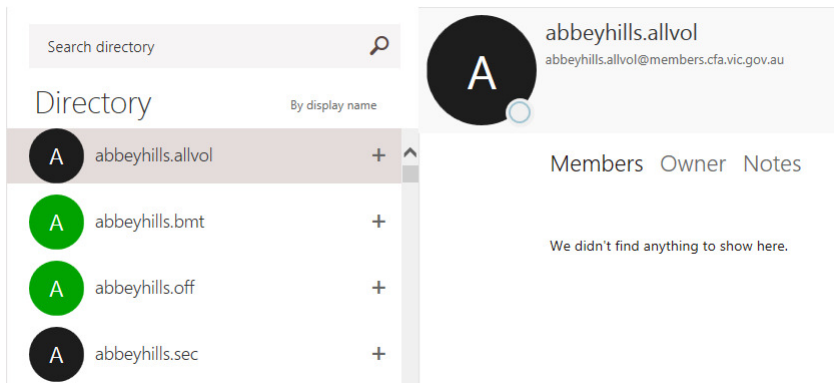 Search directory
Directory
By display name
A
abbeyhills.allvol
+
A
abbeyhills.bmt
+
A
abbeyhills.off
+
A
abbeyhills.sec
+
A
abbeyhills.allvol
abbeyhills.allvol@members.cfa.vic.gov.au
Members Owner Notes
We didn't find anything to show here.